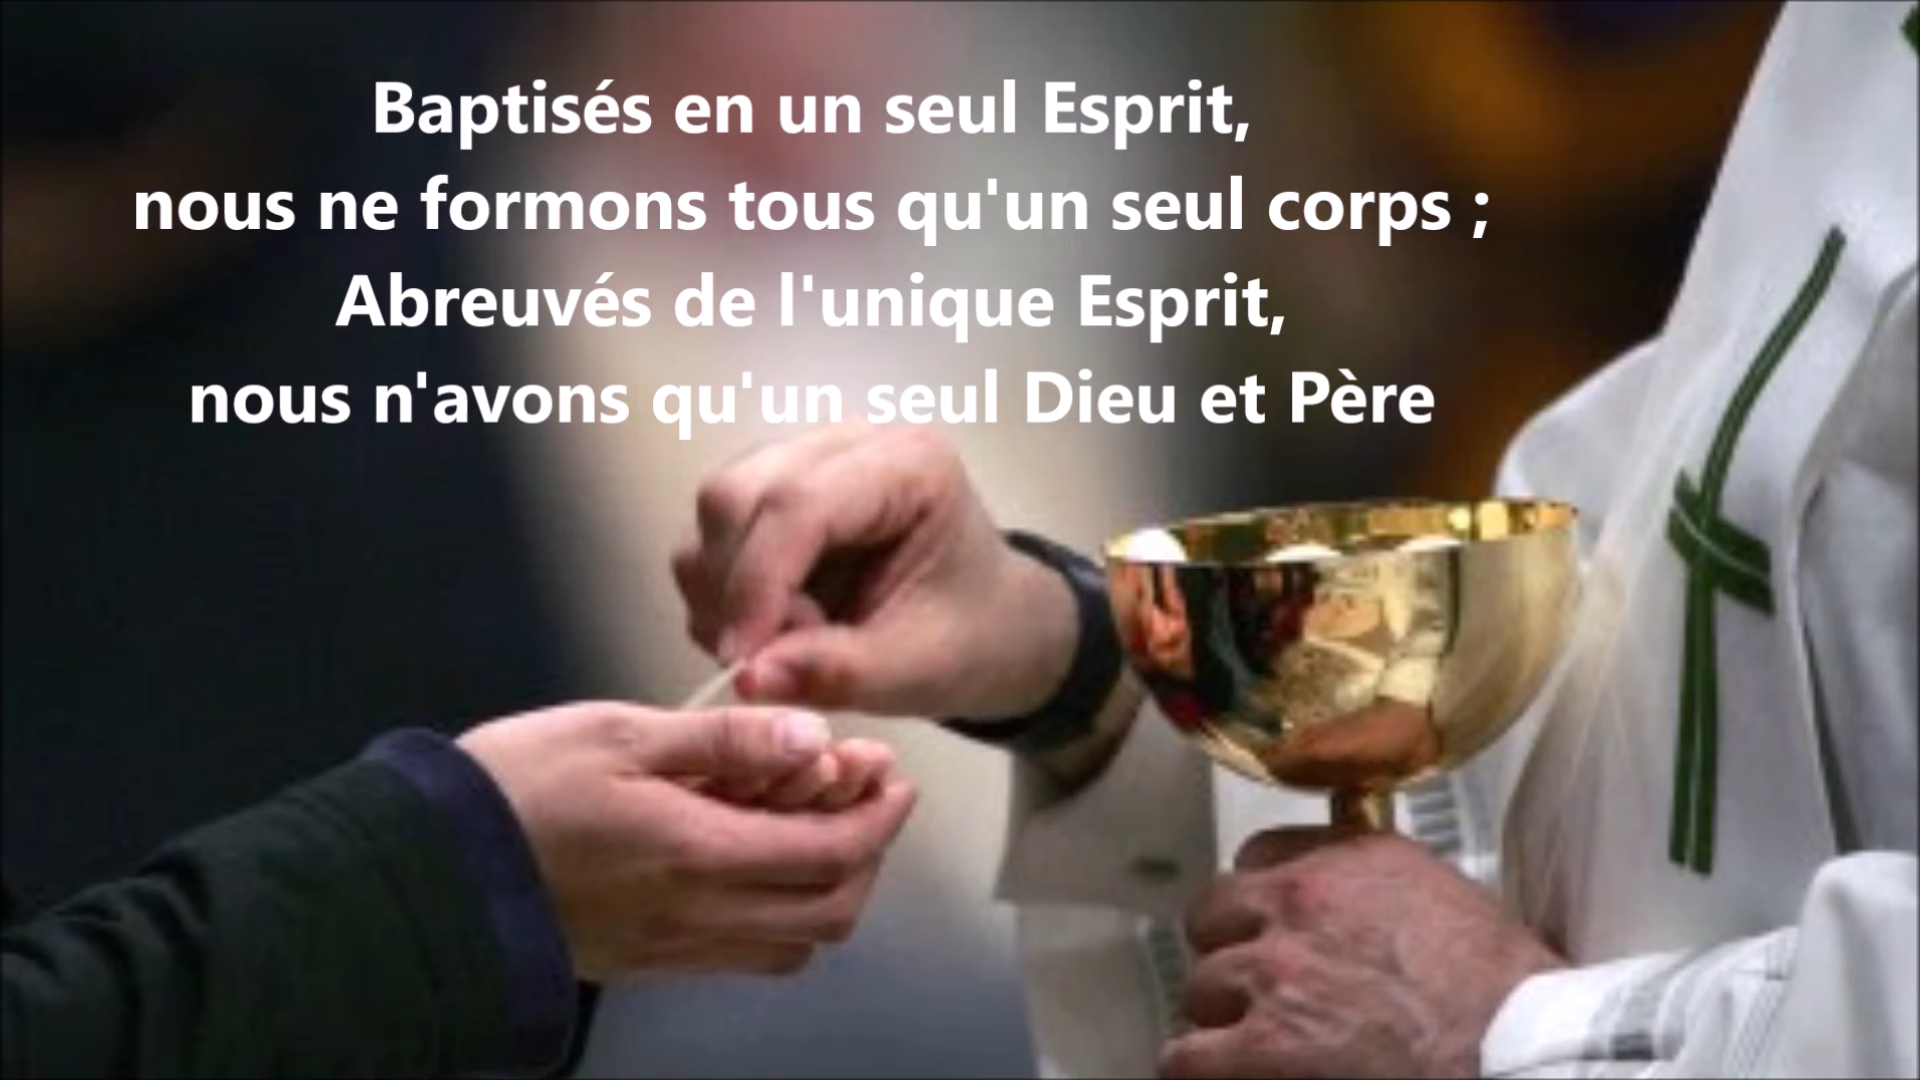 Baptisés en un seul Esprit,
nous ne formons tous qu'un seul corps ;
Abreuvés de l'unique Esprit,
nous n'avons qu'un seul Dieu et Père